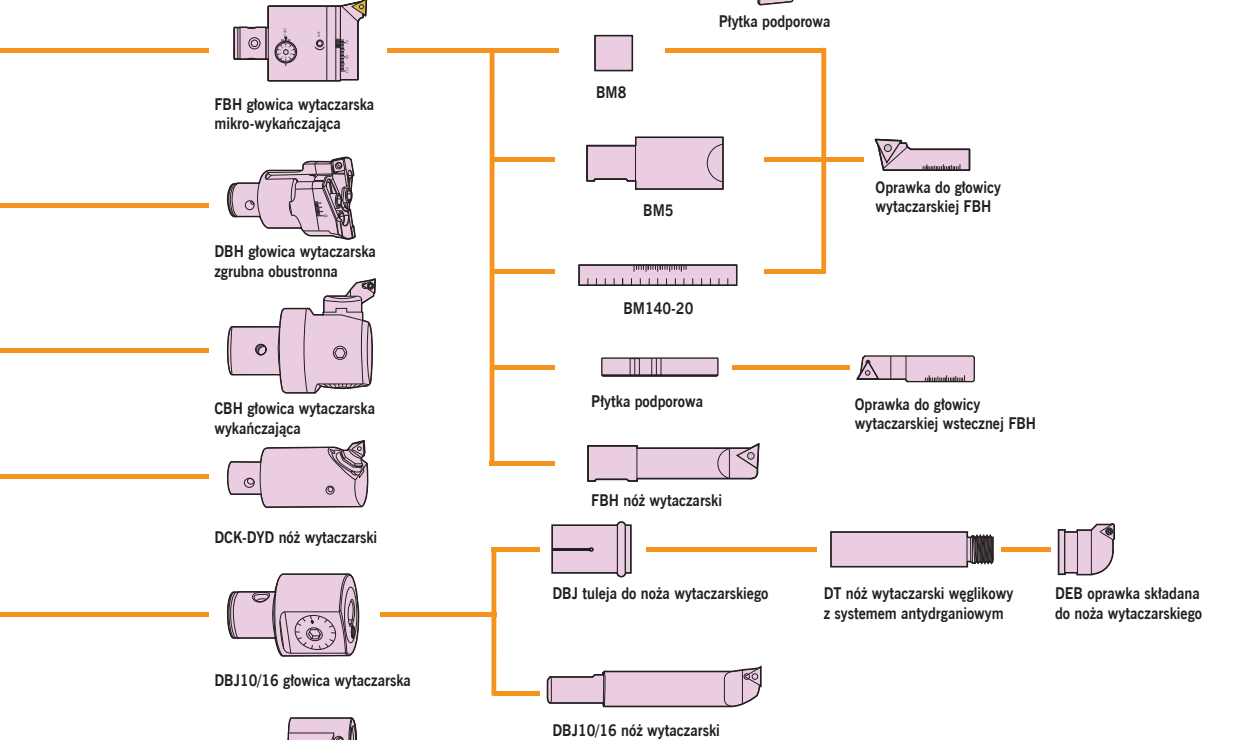 Płytka podporowa
FBH głowica wytaczarska
mikro-wykańczająca
BM8
BM5
Oprawka do głowicy
wytaczarskiej FBH
DBH głowica wytaczarska
zgrubna obustronna
BM140-20
CBH głowica wytaczarska
wykańczająca
Płytka podporowa
Oprawka do głowicy
wytaczarskiej wstecznej FBH
FBH nóż wytaczarski
DCK-DYD nóż wytaczarski
DBJ tuleja do noża wytaczarskiego
DT nóż wytaczarski węglikowy
z systemem antydrganiowym
DEB oprawka składana
do noża wytaczarskiego
DBJ10/16 głowica wytaczarska
DBJ10/16 nóż wytaczarski